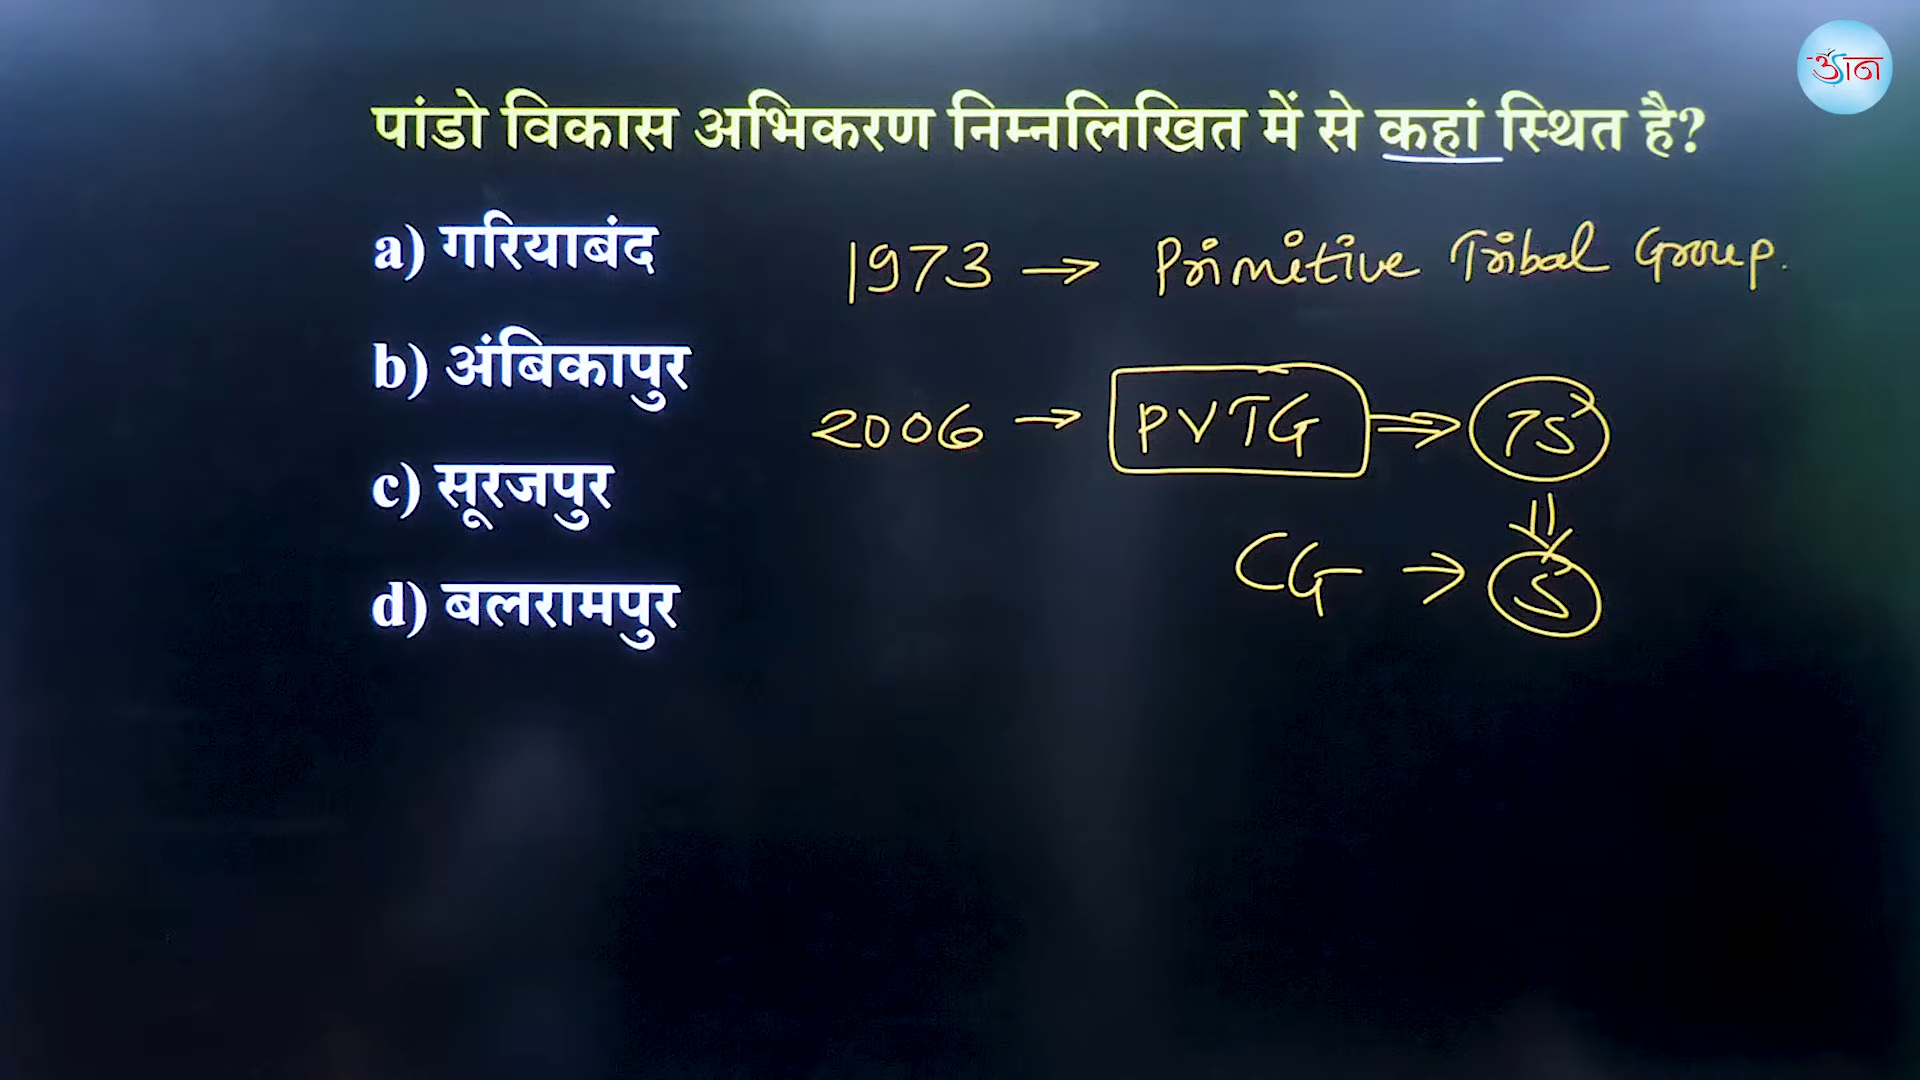 ज्ञान
पांडो विकास अभिकरण निम्नलिखित में से कहां स्थित है?
a) गरियाबंद
1973 → Primitive Tribal Group.
b) अंबिकापुर
2006 → PVTG ⇒ 75
c) सूरजपुर
CG → 5
d) बलरामपुर